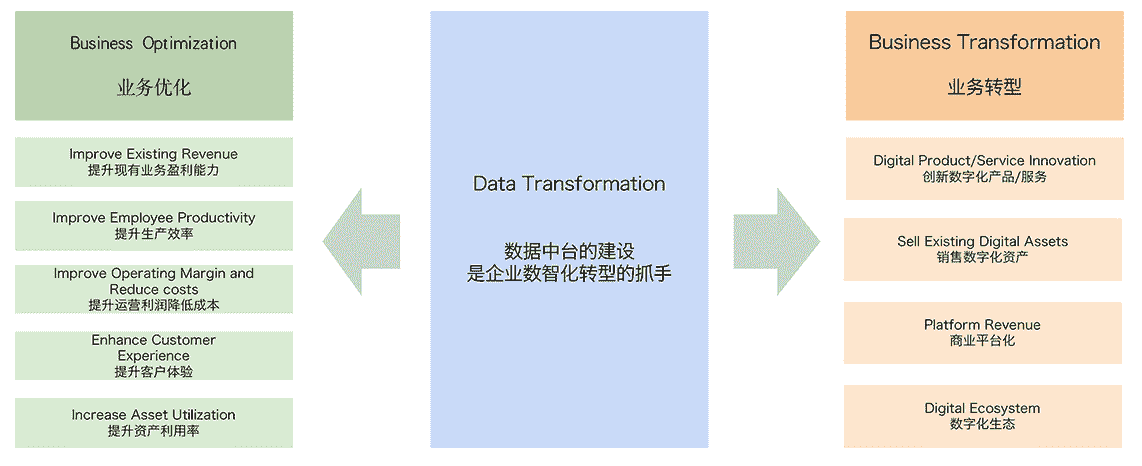 Business Optimization
业务优化
Improve Existing Revenue
提升现有业务盈利能力
Improve Employee Productivity
提升生产效率
Improve Operating Margin and
Reduce costs
提升运营利润降低成本
Enhance Customer
Experience
提升客户体验
Increase Asset Utilization
提升资产利用率
Data Transformation
数据中台的建设
是企业数智化转型的抓手
Business Transformation
业务转型
Digital Product/Service Innovation
创新数字化产品/服务
Sell Existing Digital Assets
销售数字化资产
Platform Revenue
商业平台化
Digital Ecosystem
数字化生态